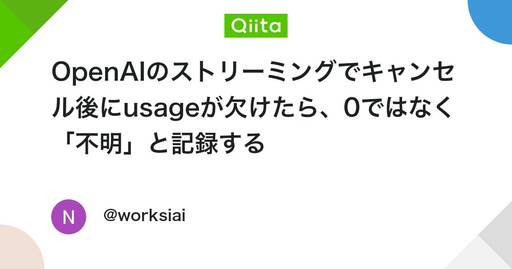 Qiita
OpenAIのストリーミングでキャンセ
ル後にusageが欠けたら、0ではなく
「不明」と記録する
N
@worksiai